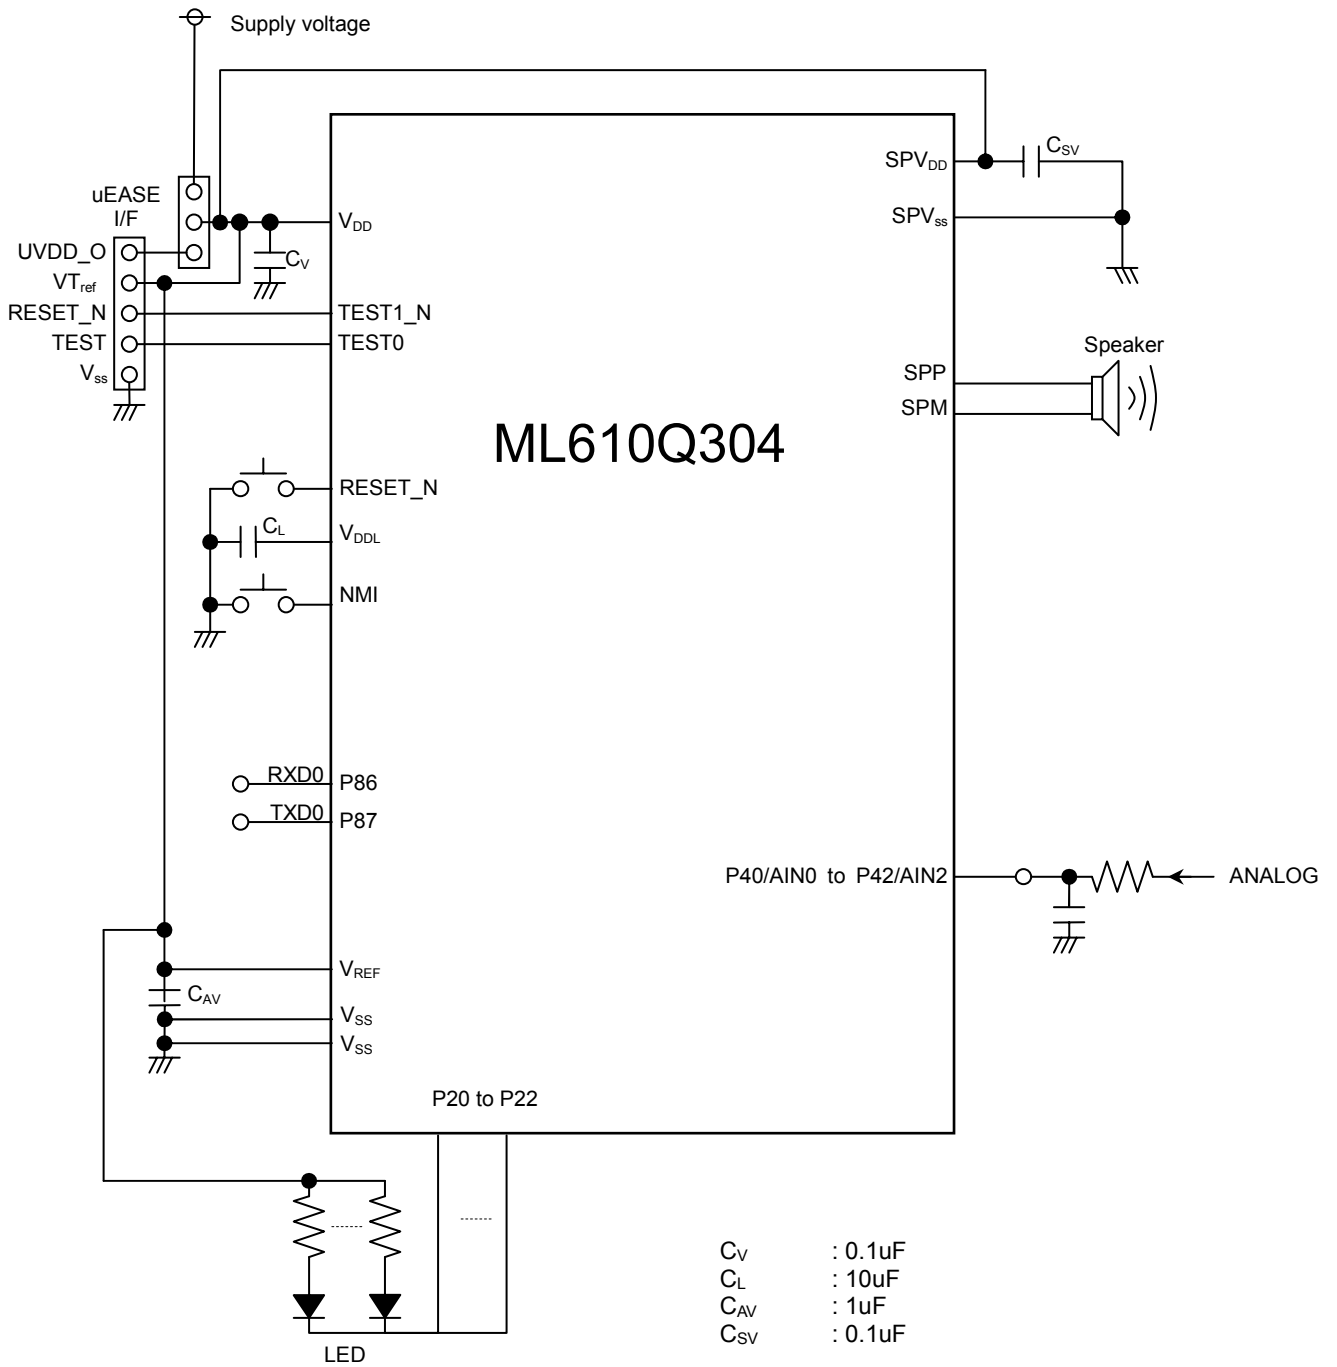 Supply voltage
uEASE
I/F
UVDD_O
VTref
RESET_N
TEST
Vss
VDD
CV
TEST1_N
TEST0
SPVDD
CSV
SPVss
Speaker
SPP
SPM
ML610Q304
RESET_N
CL
VDDL
NMI
RXD0 P86
TXD0 P87
P40/AIN0 to P42/AIN2
ANALOG
VREF
CAV
VSS
VSS
P20 to P22
LED
CV : 0.1uF
CL : 10uF
CAV : 1uF
CSV : 0.1uF